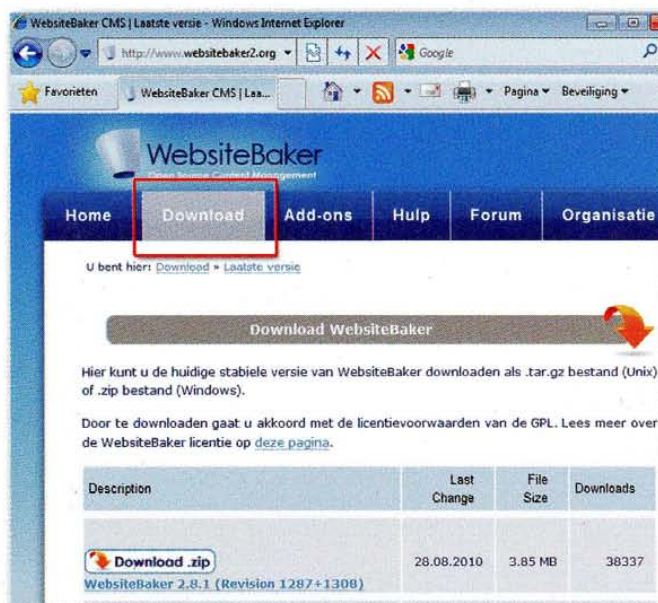 WebsiteBaker CMS | Laatste versie - Windows Internet Explorer
http://www.websitebaker2.org
Google
Favorieten
WebsiteBaker CMS | Laa...
Pagina
Beveiliging
WebsiteBaker
Open Source Content Management
Home
Download
Add-ons
Hulp
Forum
Organisatie
U bent hier: Download » Laatste versie
Download WebsiteBaker
Hier kunt u de huidige stabiele versie van WebsiteBaker downloaden als .tar.gz bestand (Unix)
of .zip bestand (Windows).
Door te downloaden gaat u akkoord met de licentievoorwaarden van de GPL. Lees meer over
de WebsiteBaker licentie op deze pagina.
Description
Last
Change
File
Size
Downloads
Download .zip
WebsiteBaker 2.8.1 (Revision 1287+1308)
28.08.2010
3.85 MB
38337